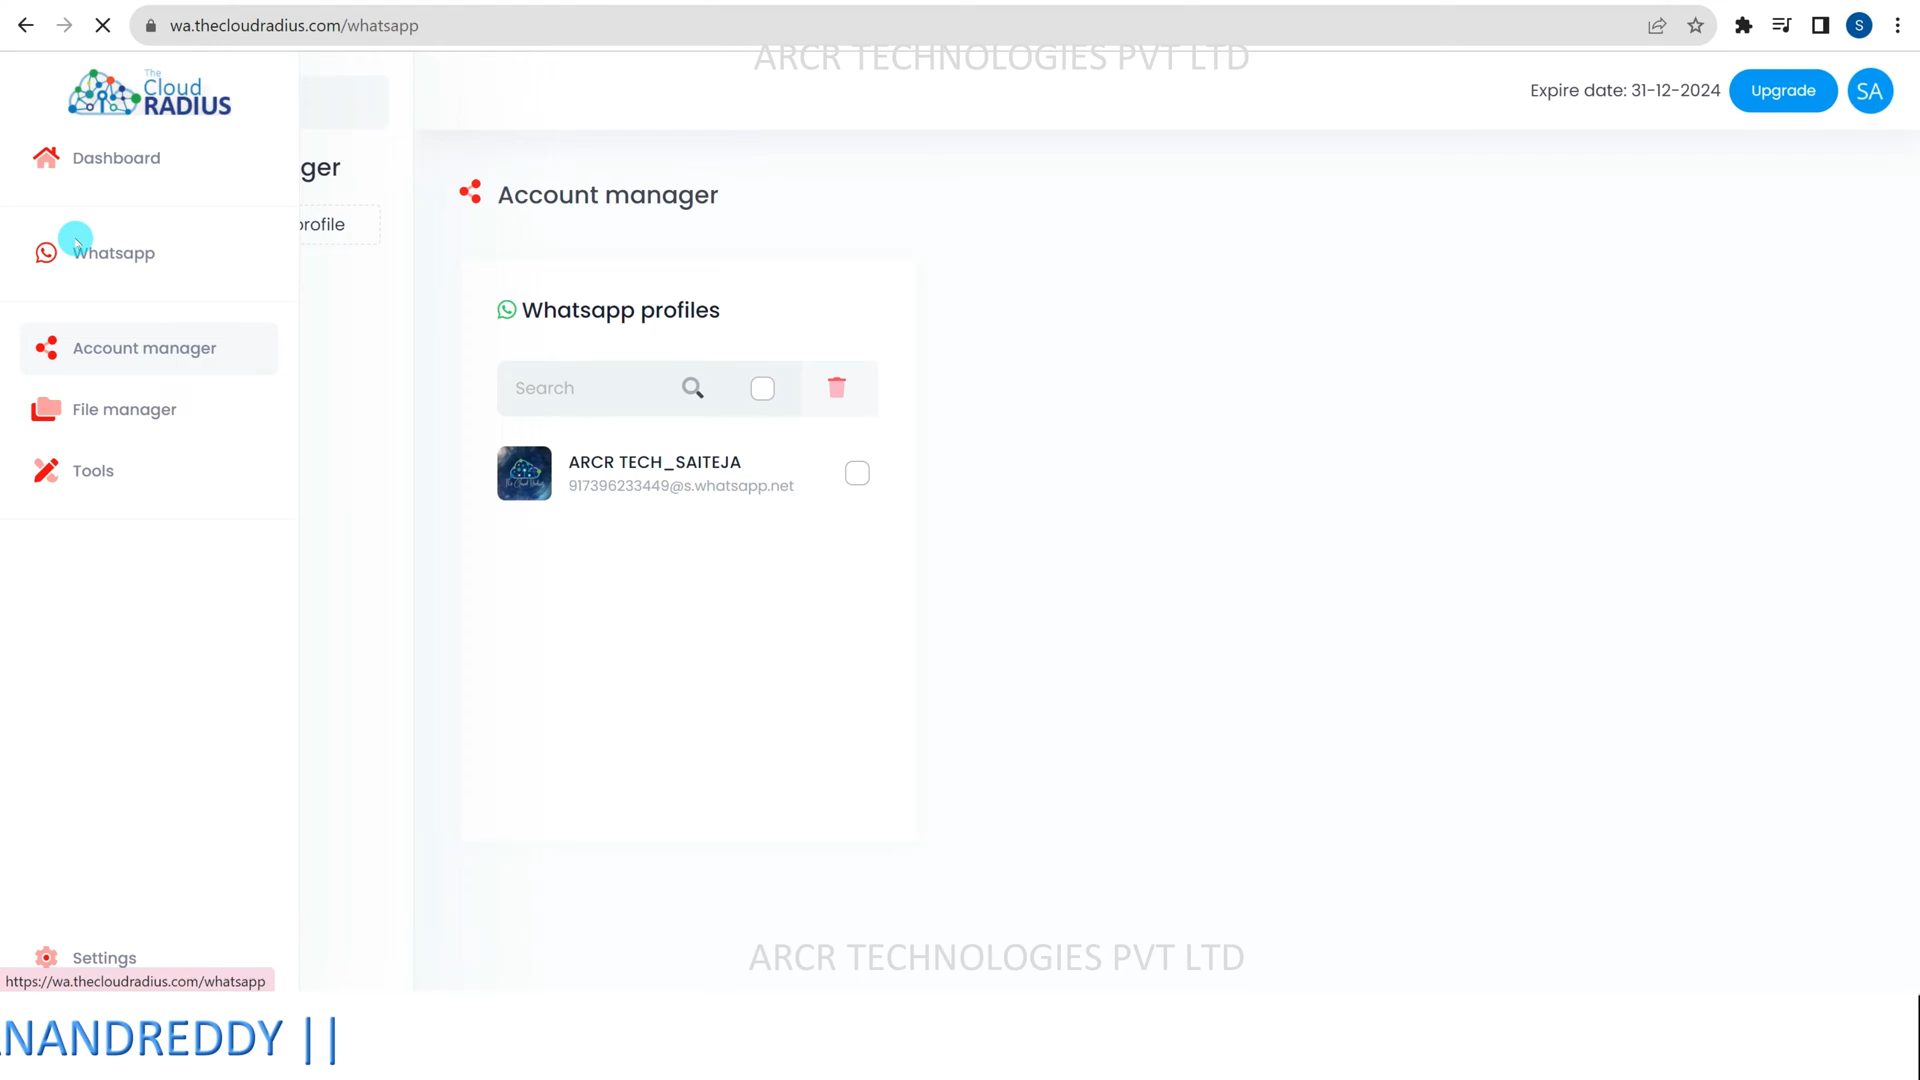 wa.thecloudradius.com/whatsapp
S
ARCR TECHNOLOGIES PVT LTD
The
Cloud
RADIUS
Expire date: 31-12-2024
Upgrade
SA
Dashboard
ger
Account manager
rofile
Whatsapp
Whatsapp profiles
Account manager
Search
File manager
ARCR TECH_SAITEJA
917396233449@s.whatsapp.net
Tools
Settings
ARCR TECHNOLOGIES PVT LTD
https://wa.thecloudradius.com/whatsapp
NANDREDDY ||